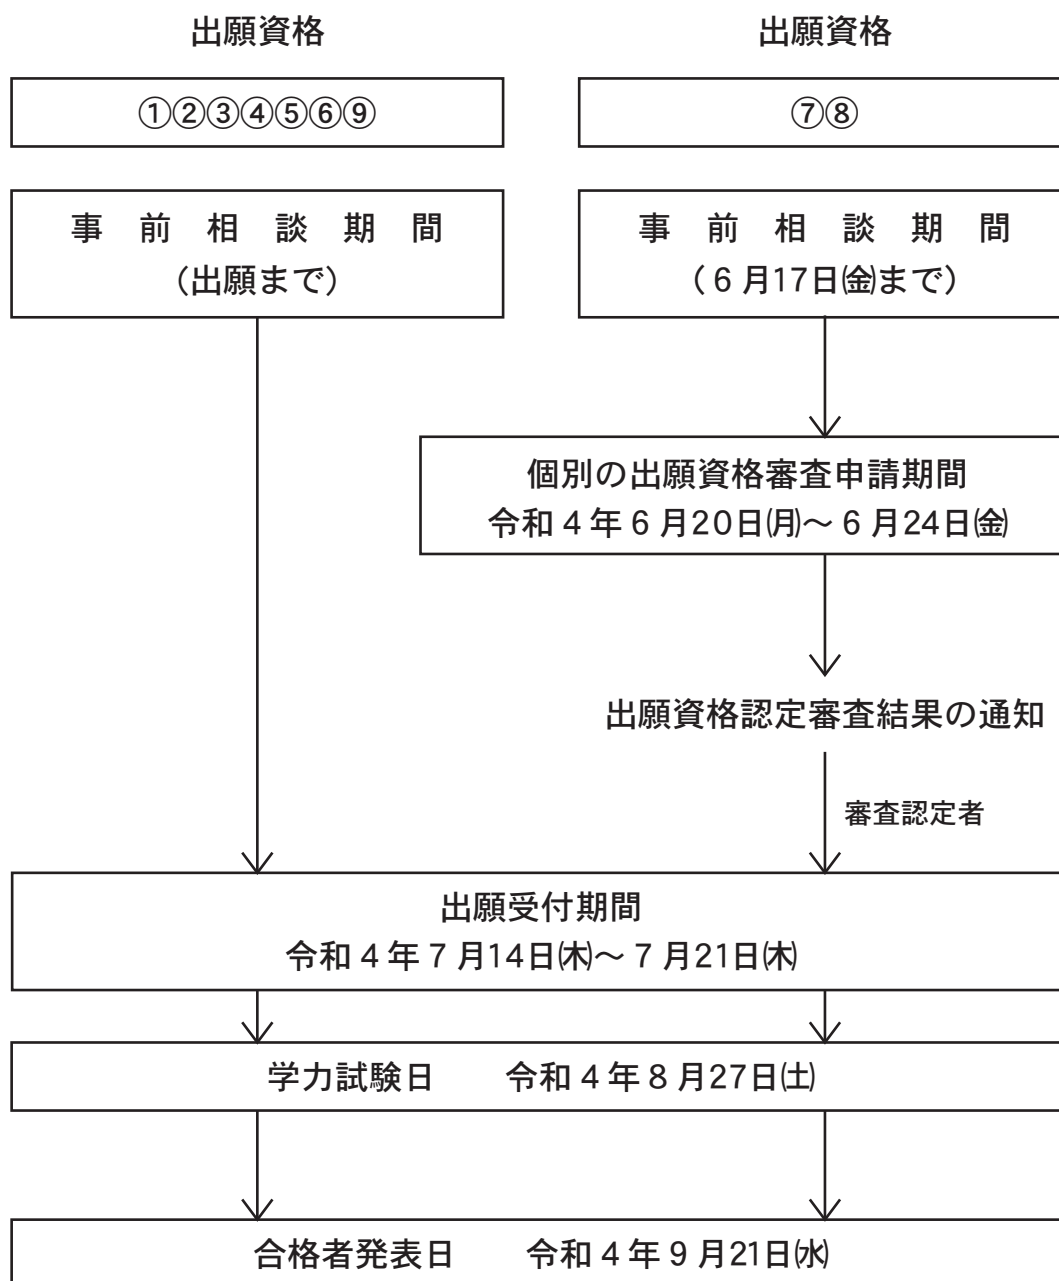 出願資格
①②③④⑤⑥⑨
事前相談期間
(出願まで)
出願資格
⑦⑧
事前相談期間
(6月17日㈮まで)
個別の出願資格審査申請期間
令和4年6月20日㈪～6月24日㈮
出願資格認定審査結果の通知
審査認定者
出願受付期間
令和4年7月14日㈭～7月21日㈭
学力試験日　令和4年8月27日㈯
合格者発表日　令和4年9月21日㈬